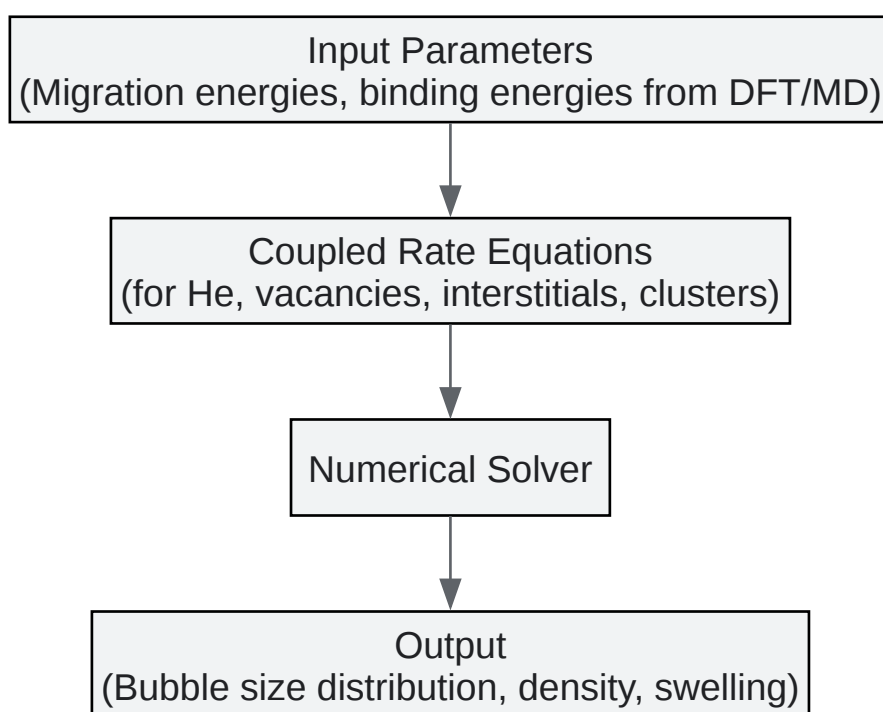 Input Parameters
(Migration energies, binding energies from DFT/MD)
Coupled Rate Equations
(for He, vacancies, interstitials, clusters)
Numerical Solver
Output
(Bubble size distribution, density, swelling)